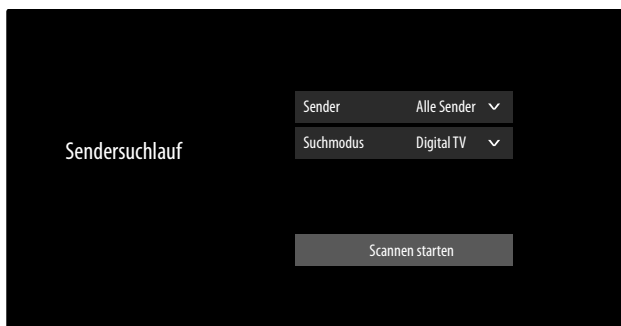 Sendersuchlauf
Sender Alle Sender
Suchmodus Digital TV
Scannen starten